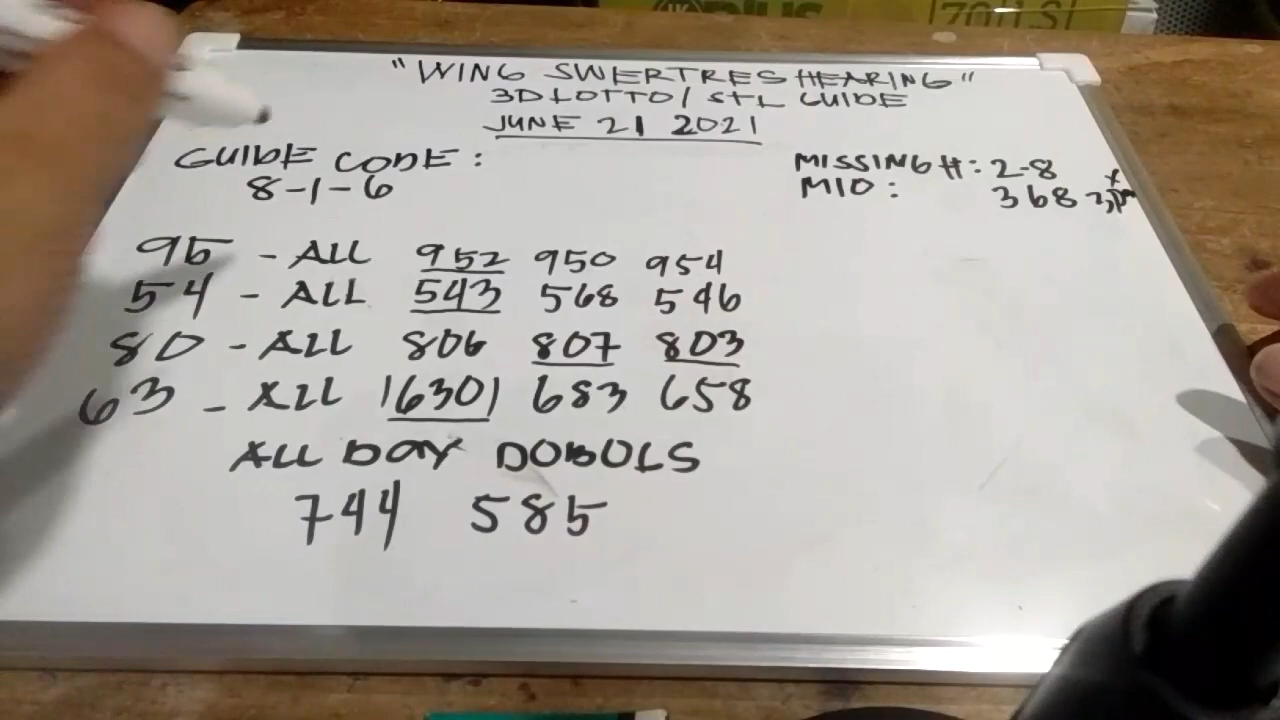 "WING SWERTRES HEARING"
3D LOTTO / STL GUIDE
JUNE 21 2021
GUIDE CODE:
8-1-6
MISSING #: 2-8
MIO: 368
95 - ALL 952 950 954
54 - ALL 543 568 546
80 - ALL 806 807 803
63 - ALL 16301 683 658
ALL DAY DOBOLS
744 585